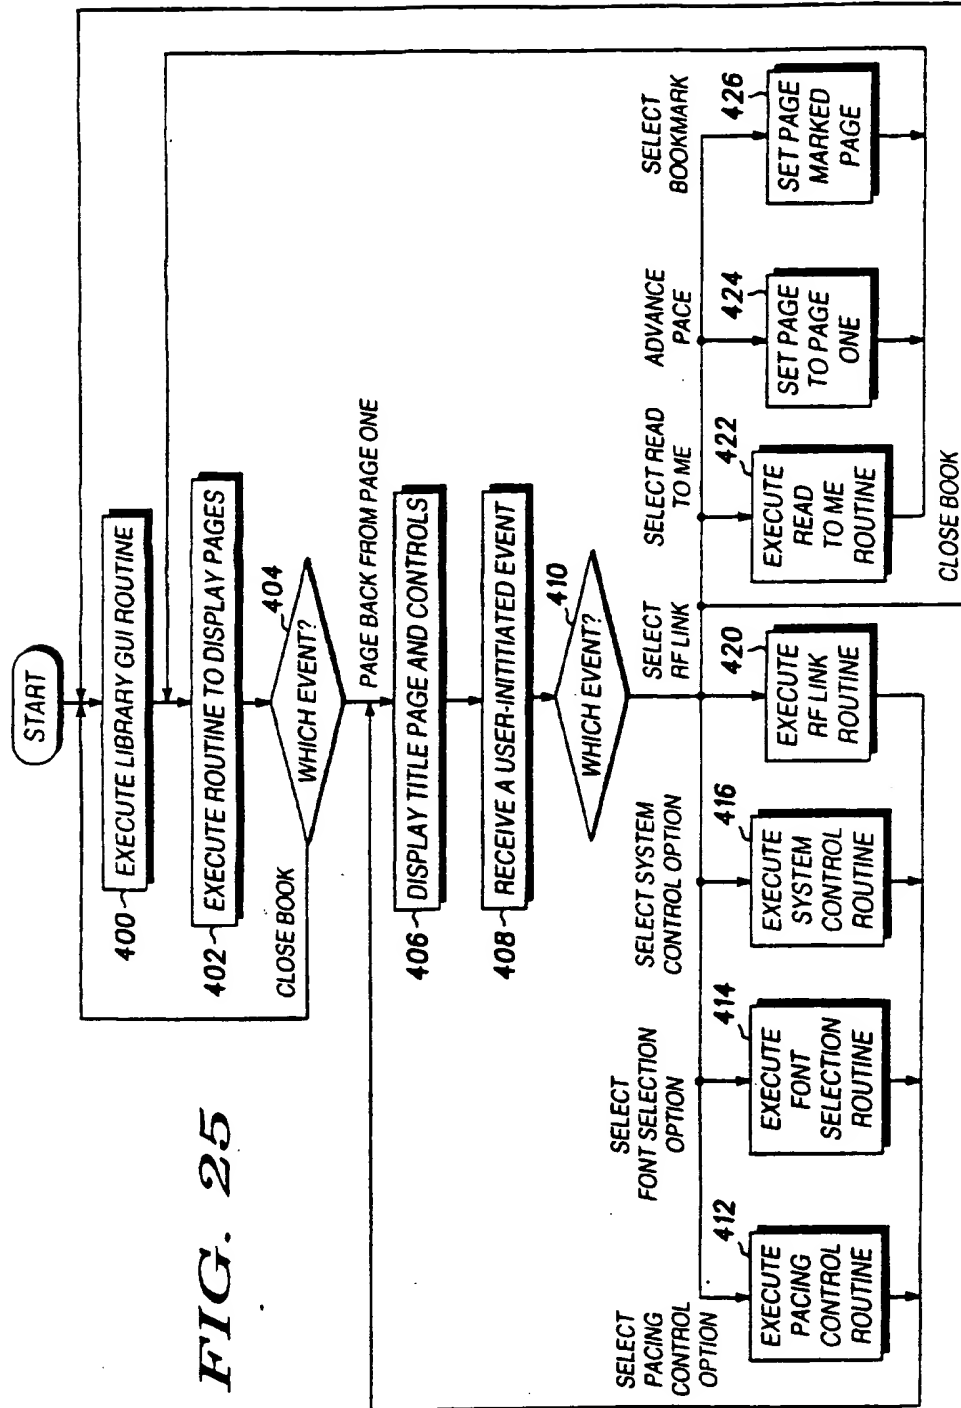 FIG. 25
START
400
EXECUTE LIBRARY GUI ROUTINE
402
EXECUTE ROUTINE TO DISPLAY PAGES
404
WHICH EVENT?
CLOSE BOOK
PAGE BACK FROM PAGE ONE
406
DISPLAY TITLE PAGE AND CONTROLS
408
RECEIVE A USER-INITITIATED EVENT
410
WHICH EVENT?
SELECT
PACING
CONTROL
OPTION
412
EXECUTE
PACING
CONTROL
ROUTINE
SELECT
FONT SELECTION
OPTION
414
EXECUTE
FONT
SELECTION
ROUTINE
SELECT SYSTEM
CONTROL OPTION
416
EXECUTE
SYSTEM
CONTROL
ROUTINE
SELECT
RF LINK
420
EXECUTE
RF LINK
ROUTINE
SELECT READ
TO ME
422
EXECUTE
READ
TO ME
ROUTINE
ADVANCE
PACE
424
SET PAGE
TO PAGE
ONE
SELECT
BOOKMARK
426
SET PAGE
MARKED
PAGE
CLOSE BOOK